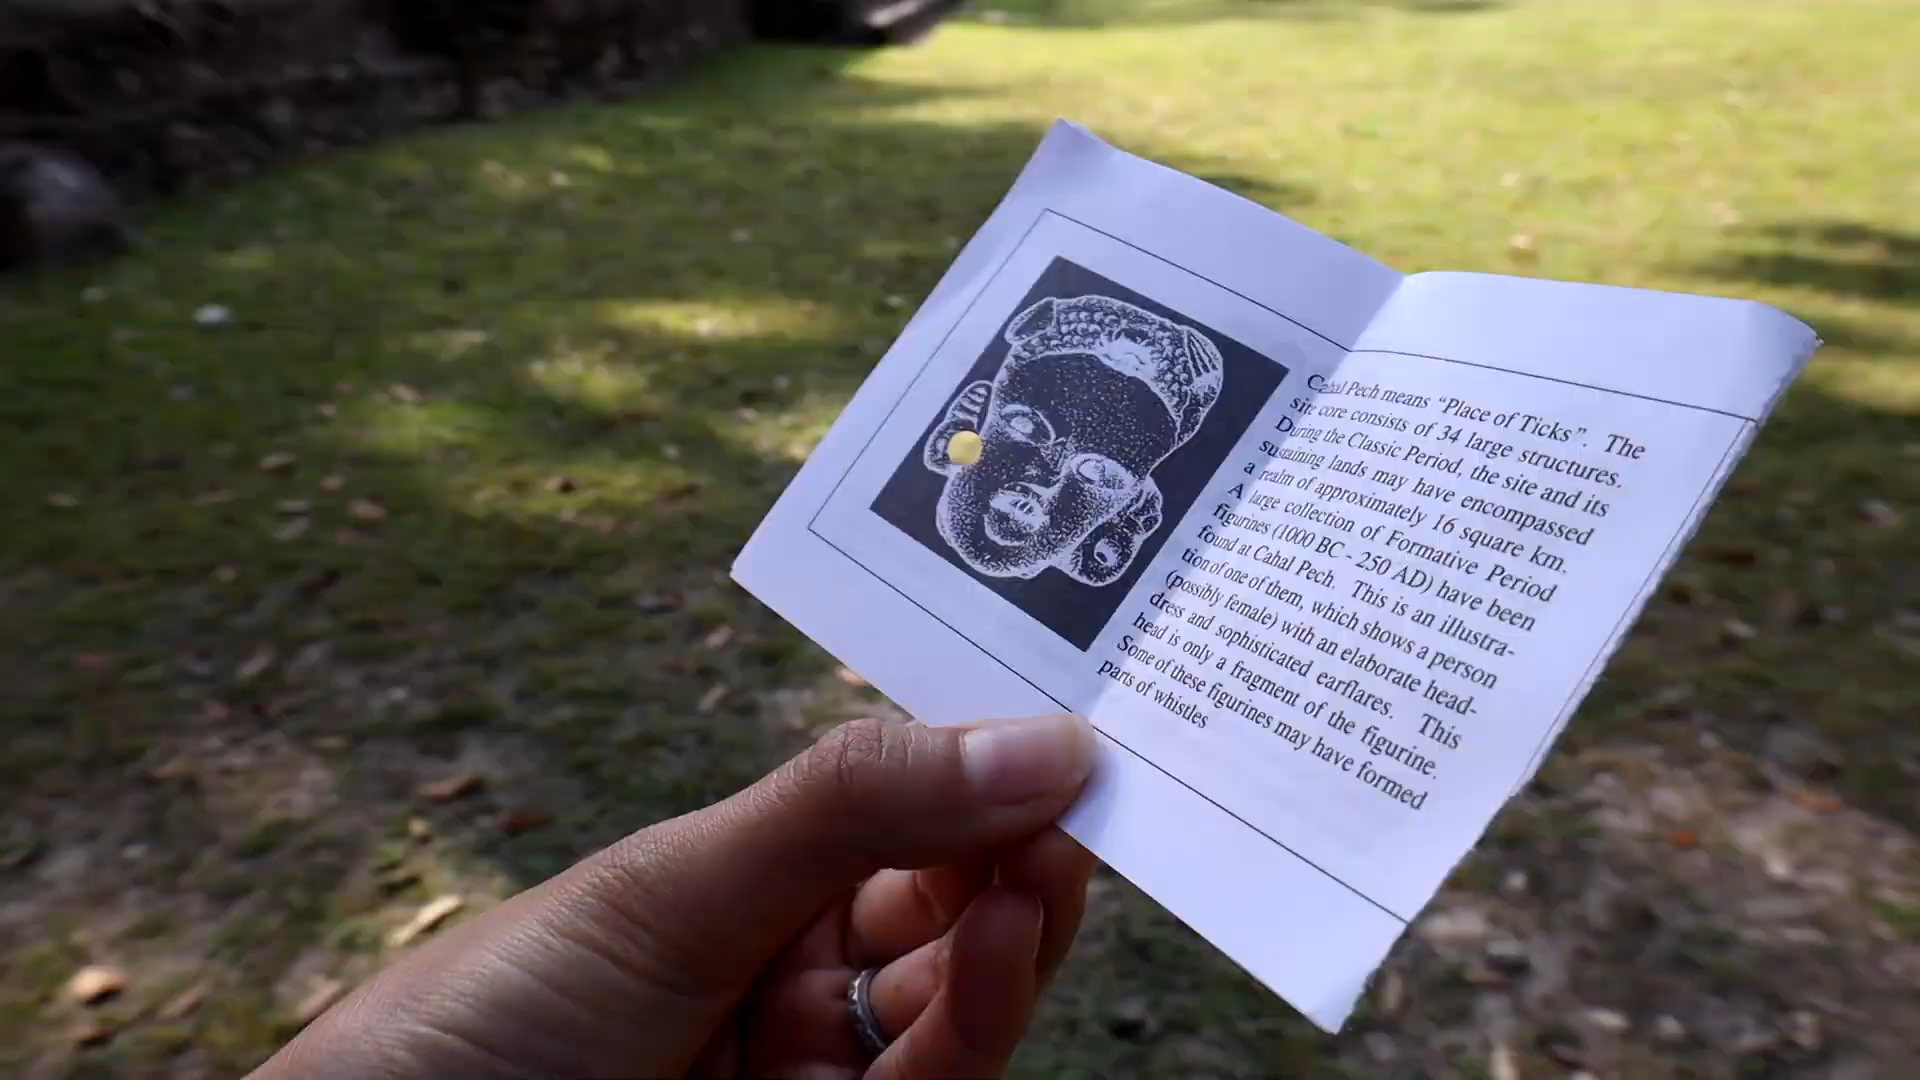 Cahal Pech means “Place of Ticks”. The
site core consists of 34 large structures.
During the Classic Period, the site and its
sustaining lands may have encompassed
a realm of approximately 16 square km.
A large collection of Formative Period
figurines (1000 BC - 250 AD) have been
found at Cahal Pech. This is an illustra-
tion of one of them, which shows a person
(possibly female) with an elaborate head-
dress and sophisticated earflares. This
head is only a fragment of the figurine.
Some of these figurines may have formed
parts of whistles